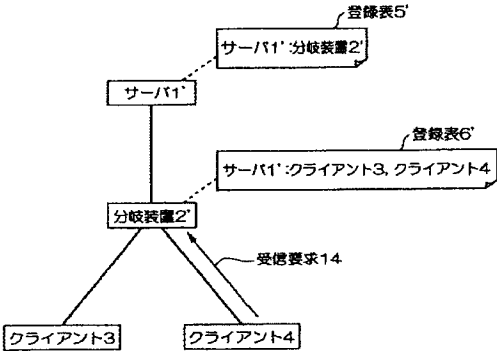 登録表5'
サーバ1':分岐装置2'
サーバ1'
登録表6'
サーバ1':クライアント3, クライアント4
分岐装置2'
受信要求14
クライアント3
クライアント4